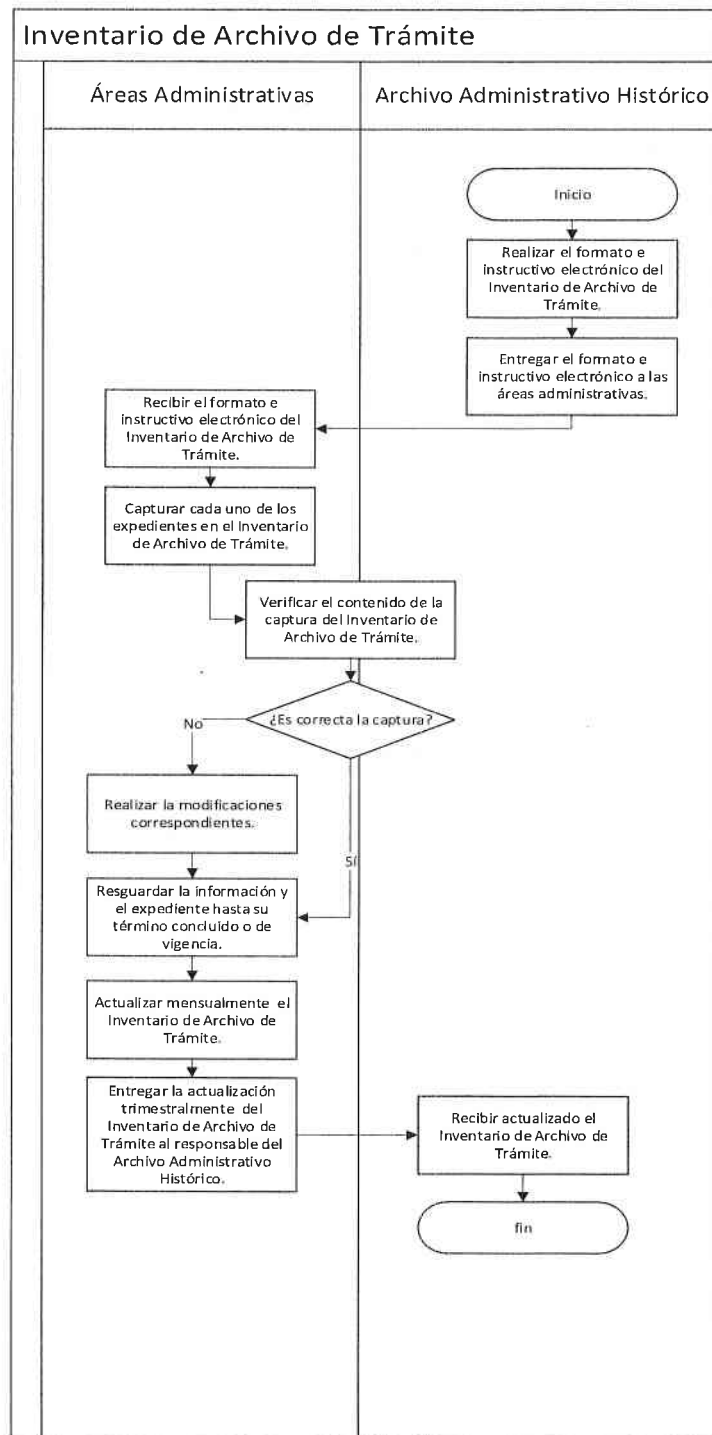 Inventario de Archivo de Trámite
Áreas Administrativas
Archivo Administrativo Histórico
Inicio
Realizar el formato e
instructivo electrónico del
Inventario de Archivo de
Trámite.
Entregar el formato e
instructivo electrónico a las
áreas administrativas.
Recibir el formato e
instructivo electrónico del
Inventario de Archivo de
Trámite.
Capturar cada uno de los
expedientes en el Inventario
de Archivo de Trámite.
Verificar el contenido de la
captura del Inventario de
Archivo de Trámite.
¿Es correcta la captura?
No
Realizar la modificaciones
correspondientes.
Sí
Resguardar la información y
el expediente hasta su
término concluido o de
vigencia.
Actualizar mensualmente el
Inventario de Archivo de
Trámite.
Entregar la actualización
trimestralmente del
Inventario de Archivo de
Trámite al responsable del
Archivo Administrativo
Histórico.
Recibir actualizado el
Inventario de Archivo de
Trámite.
fin